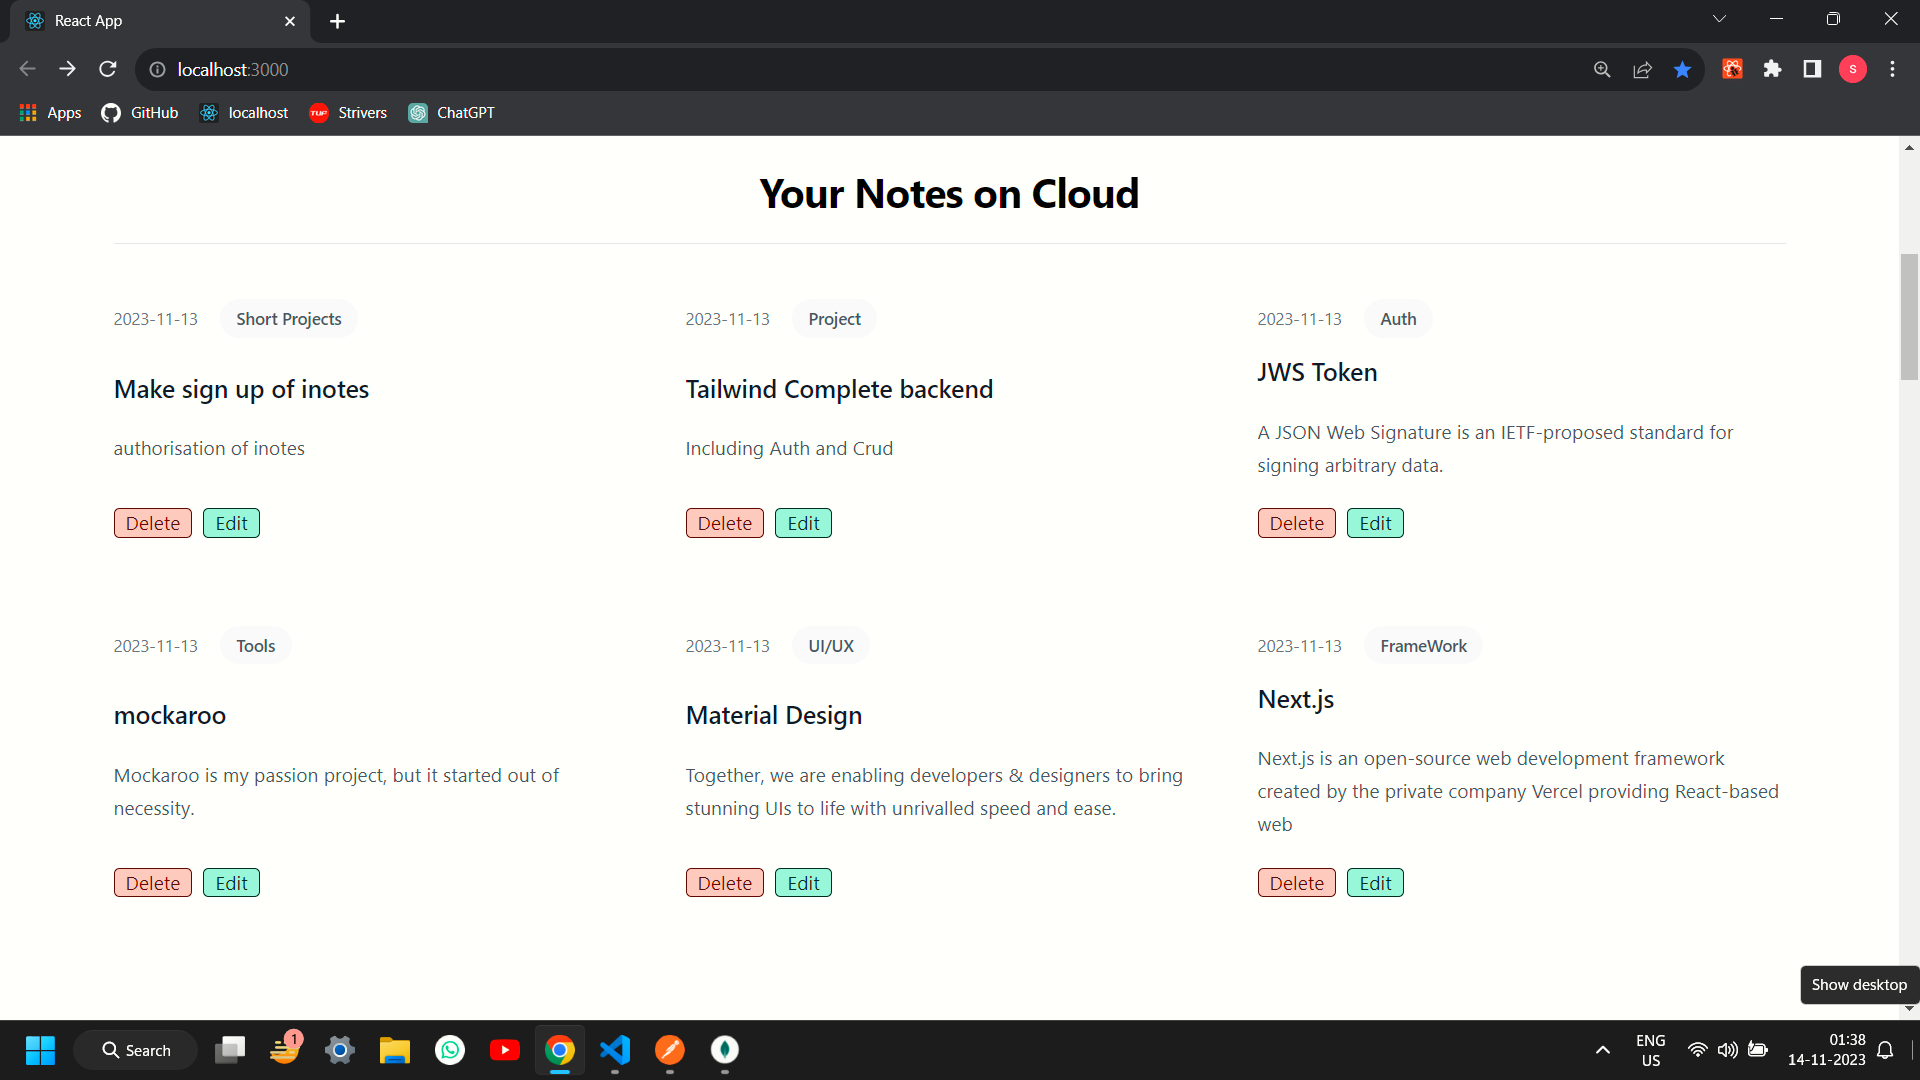 React App
localhost:3000
S
Apps
GitHub
localhost
TUF
Strivers
ChatGPT
Your Notes on Cloud
2023-11-13 Short Projects
Make sign up of inotes
authorisation of inotes
Delete Edit
2023-11-13 Project
Tailwind Complete backend
Including Auth and Crud
Delete Edit
2023-11-13 Auth
JWS Token
A JSON Web Signature is an IETF-proposed standard for
signing arbitrary data.
Delete Edit
2023-11-13 Tools
mockaroo
Mockaroo is my passion project, but it started out of
necessity.
Delete Edit
2023-11-13 UI/UX
Material Design
Together, we are enabling developers & designers to bring
stunning UIs to life with unrivalled speed and ease.
Delete Edit
2023-11-13 FrameWork
Next.js
Next.js is an open-source web development framework
created by the private company Vercel providing React-based
web
Delete Edit
Show desktop
Search
1
ENG
US
01:38
14-11-2023